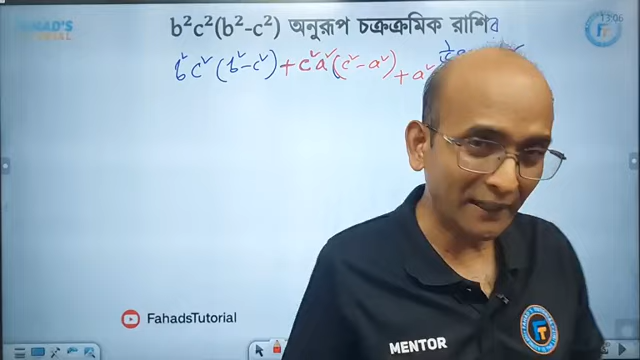 FAHAD'S
TUTORIAL
b²c²(b²-c²) অনুরূপ চক্রক্রমিক রাশির
13:06
b²c²(b²-c²)+c²a²(c²-a²)+a²
FahadsTutorial
MENTOR